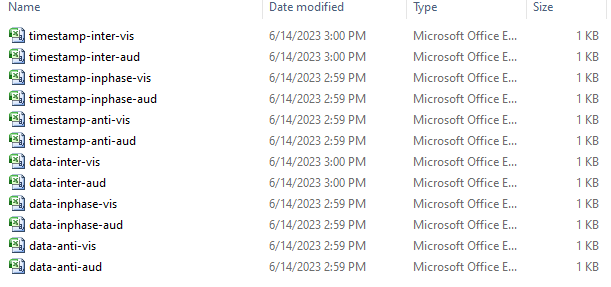 Name Date modified Type Size
timestamp-inter-vis 6/14/2023 3:00 PM Microsoft Office E... 1 KB
timestamp-inter-aud 6/14/2023 3:00 PM Microsoft Office E... 1 KB
timestamp-inphase-vis 6/14/2023 2:59 PM Microsoft Office E... 1 KB
timestamp-inphase-aud 6/14/2023 2:59 PM Microsoft Office E... 1 KB
timestamp-anti-vis 6/14/2023 2:59 PM Microsoft Office E... 1 KB
timestamp-anti-aud 6/14/2023 2:59 PM Microsoft Office E... 1 KB
data-inter-vis 6/14/2023 3:00 PM Microsoft Office E... 1 KB
data-inter-aud 6/14/2023 3:00 PM Microsoft Office E... 1 KB
data-inphase-vis 6/14/2023 2:59 PM Microsoft Office E... 1 KB
data-inphase-aud 6/14/2023 2:59 PM Microsoft Office E... 1 KB
data-anti-vis 6/14/2023 2:59 PM Microsoft Office E... 1 KB
data-anti-aud 6/14/2023 2:59 PM Microsoft Office E... 1 KB